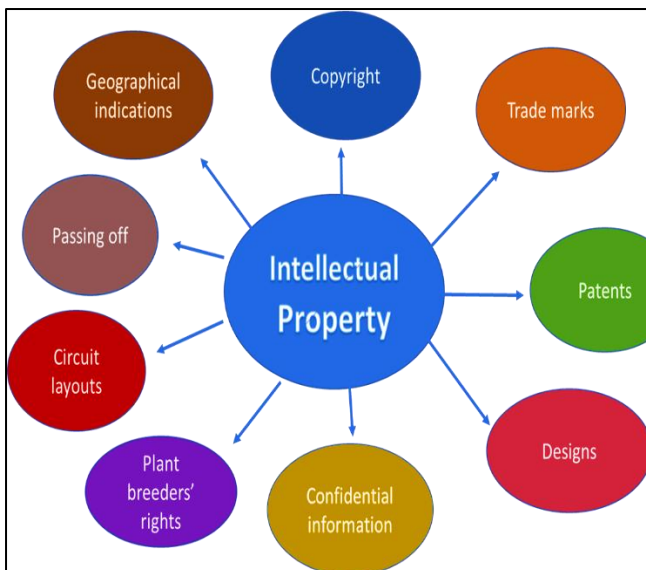 Geographical
indications
Copyright
Trade marks
Passing off
Intellectual
Property
Patents
Circuit
layouts
Designs
Plant
breeders'
rights
Confidential
information